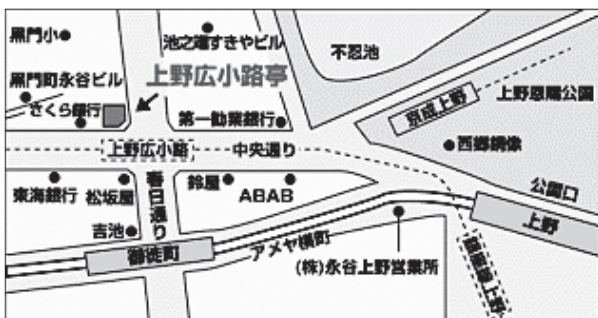 黒門小
池之端すきやビル
不忍池
黒門町永谷ビル
上野広小路亭
さくら銀行
第一勧業銀行
京成上野
上野恩賜公園
西郷銅像
上野広小路
中央通り
公園口
東海銀行
松坂屋
春日通り
鈴屋
ABAB
吉池
上野
御徒町
アメヤ横町
(株)永谷上野営業所